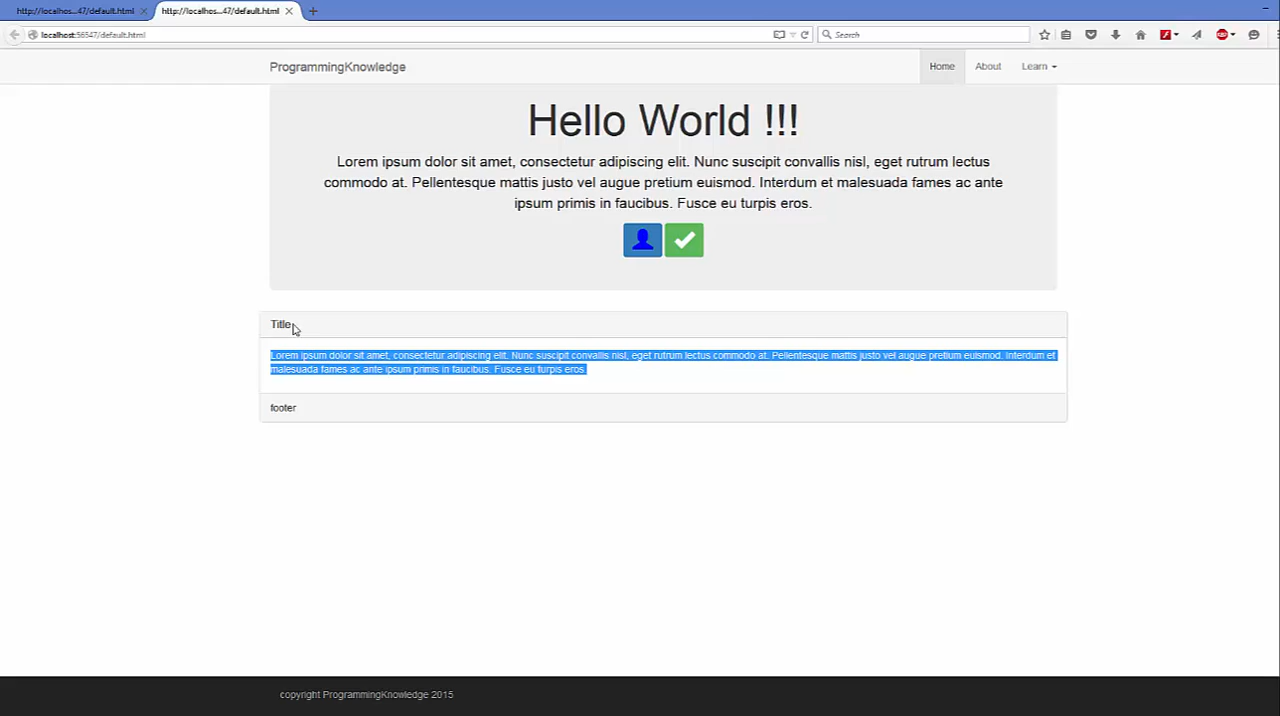 http://localhos...47/default.html
http://localhos...47/default.html
localhost:56547/default.html
Search
ProgrammingKnowledge
Home
About
Learn
Hello World !!!
Lorem ipsum dolor sit amet, consectetur adipiscing elit. Nunc suscipit convallis nisl, eget rutrum lectus
commodo at. Pellentesque mattis justo vel augue pretium euismod. Interdum et malesuada fames ac ante
ipsum primis in faucibus. Fusce eu turpis eros.
Title
Lorem ipsum dolor sit amet, consectetur adipiscing elit. Nunc suscipit convallis nisl, eget rutrum lectus commodo at. Pellentesque mattis justo vel augue pretium euismod. Interdum et
malesuada fames ac ante ipsum primis in faucibus. Fusce eu turpis eros.
footer
copyright ProgrammingKnowledge 2015